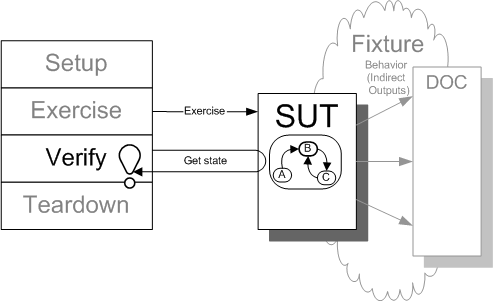 Setup
Exercise
Verify
Teardown
Exercise
Get state
SUT
A
B
C
Fixture
Behavior
(Indirect
Outputs)
DOC